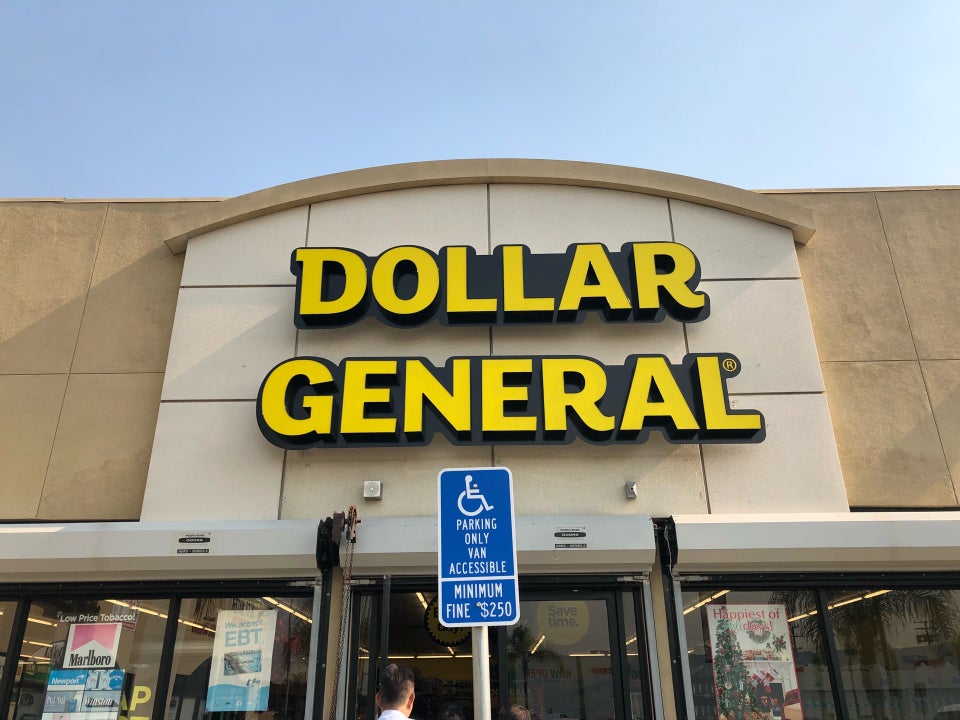 DOLLAR
GENERAL®
PARKING
ONLY
VAN
ACCESSIBLE
MINIMUM
FINE $250
Low Price Tobacco!
Marlboro
Newport
Winston
We accept
EBT
Save
time.
Happiest of